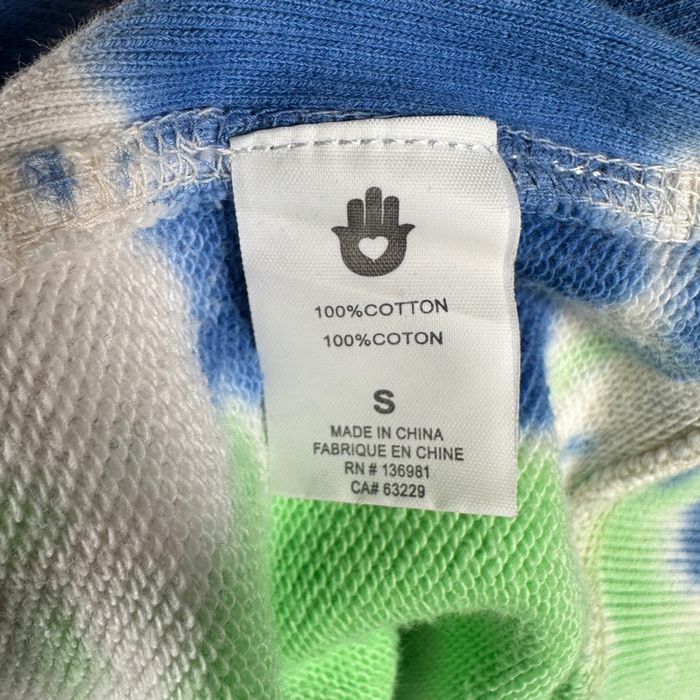 100%COTTON
100%COTON
S
MADE IN CHINA
FABRIQUE EN CHINE
RN # 136981
CA# 63229